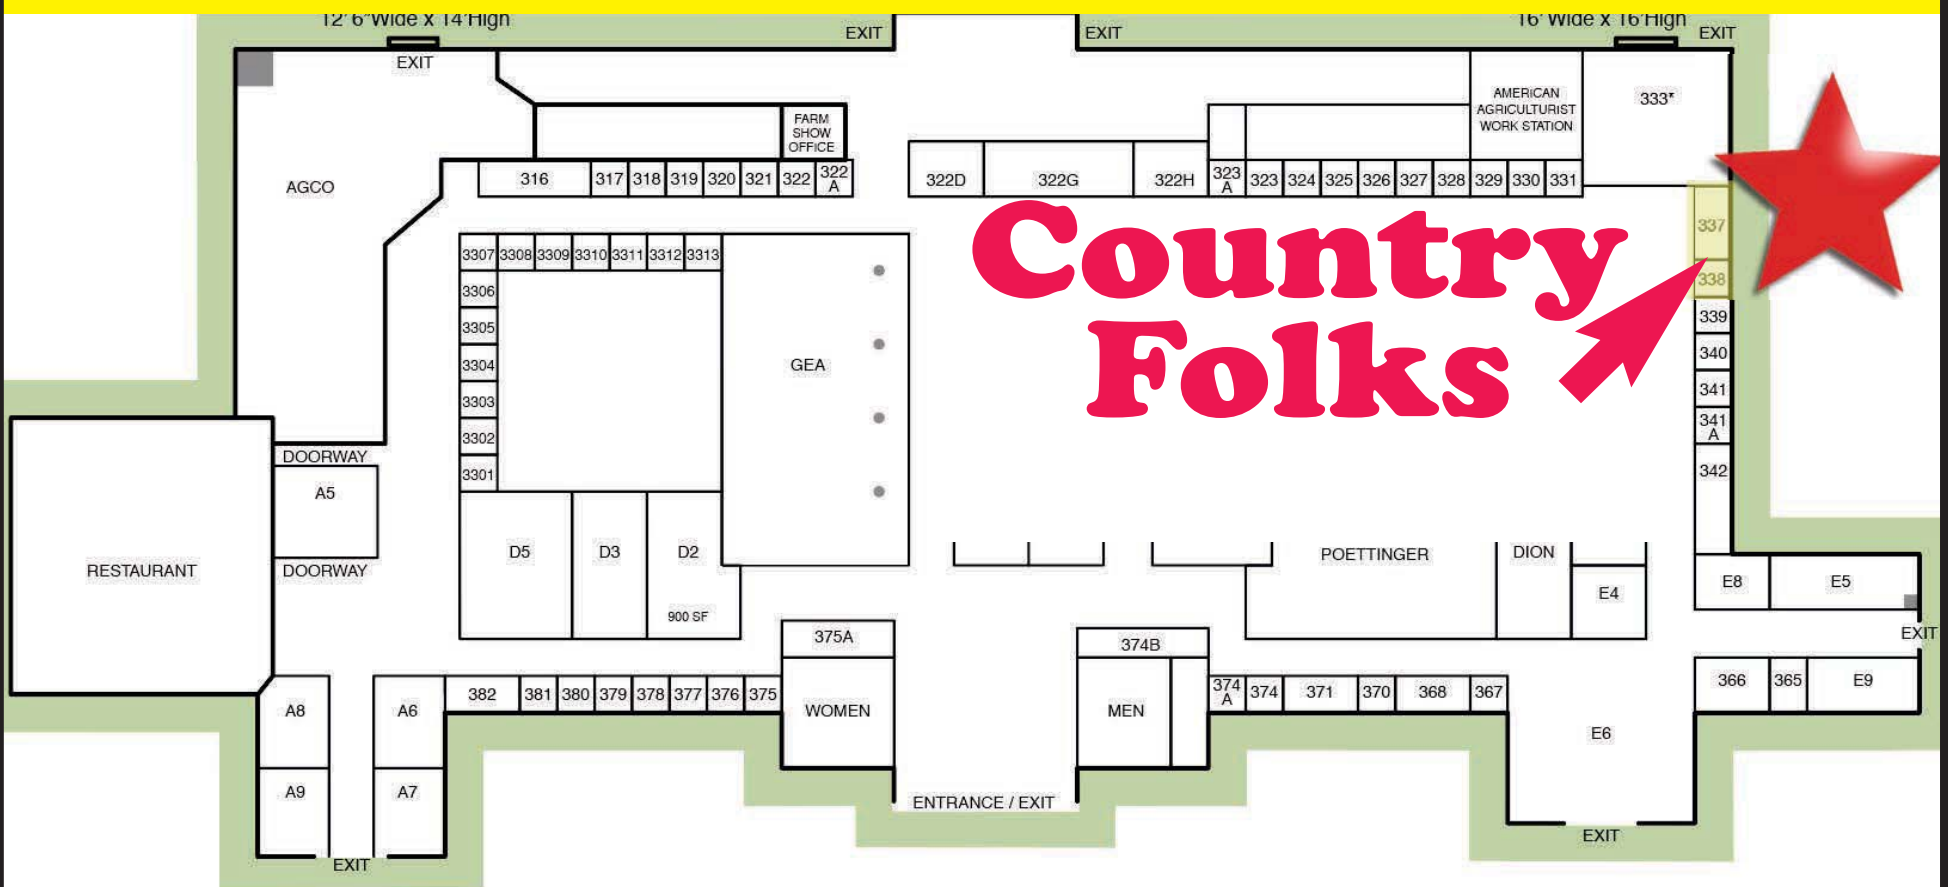 12' 6"Wide x 14'High
16' Wide x 16'High
EXIT
EXIT
EXIT
EXIT
AMERICAN
AGRICULTURIST
WORK STATION
333*
FARM
SHOW
OFFICE
AGCO
316
317
318
319
320
321
322
322
A
322D
322G
322H
323
A
323
324
325
326
327
328
329
330
331
Country
Folks
337
338
339
340
341
341
A
342
3307
3308
3309
3310
3311
3312
3313
3306
3305
3304
3303
3302
3301
GEA
DOORWAY
A5
DOORWAY
RESTAURANT
D5
D3
D2
900 SF
POETTINGER
DION
E4
E8
E5
EXIT
375A
374B
382
381
380
379
378
377
376
375
WOMEN
MEN
374
A
374
371
370
368
367
366
365
E9
A8
A6
A9
A7
E6
ENTRANCE / EXIT
EXIT
EXIT